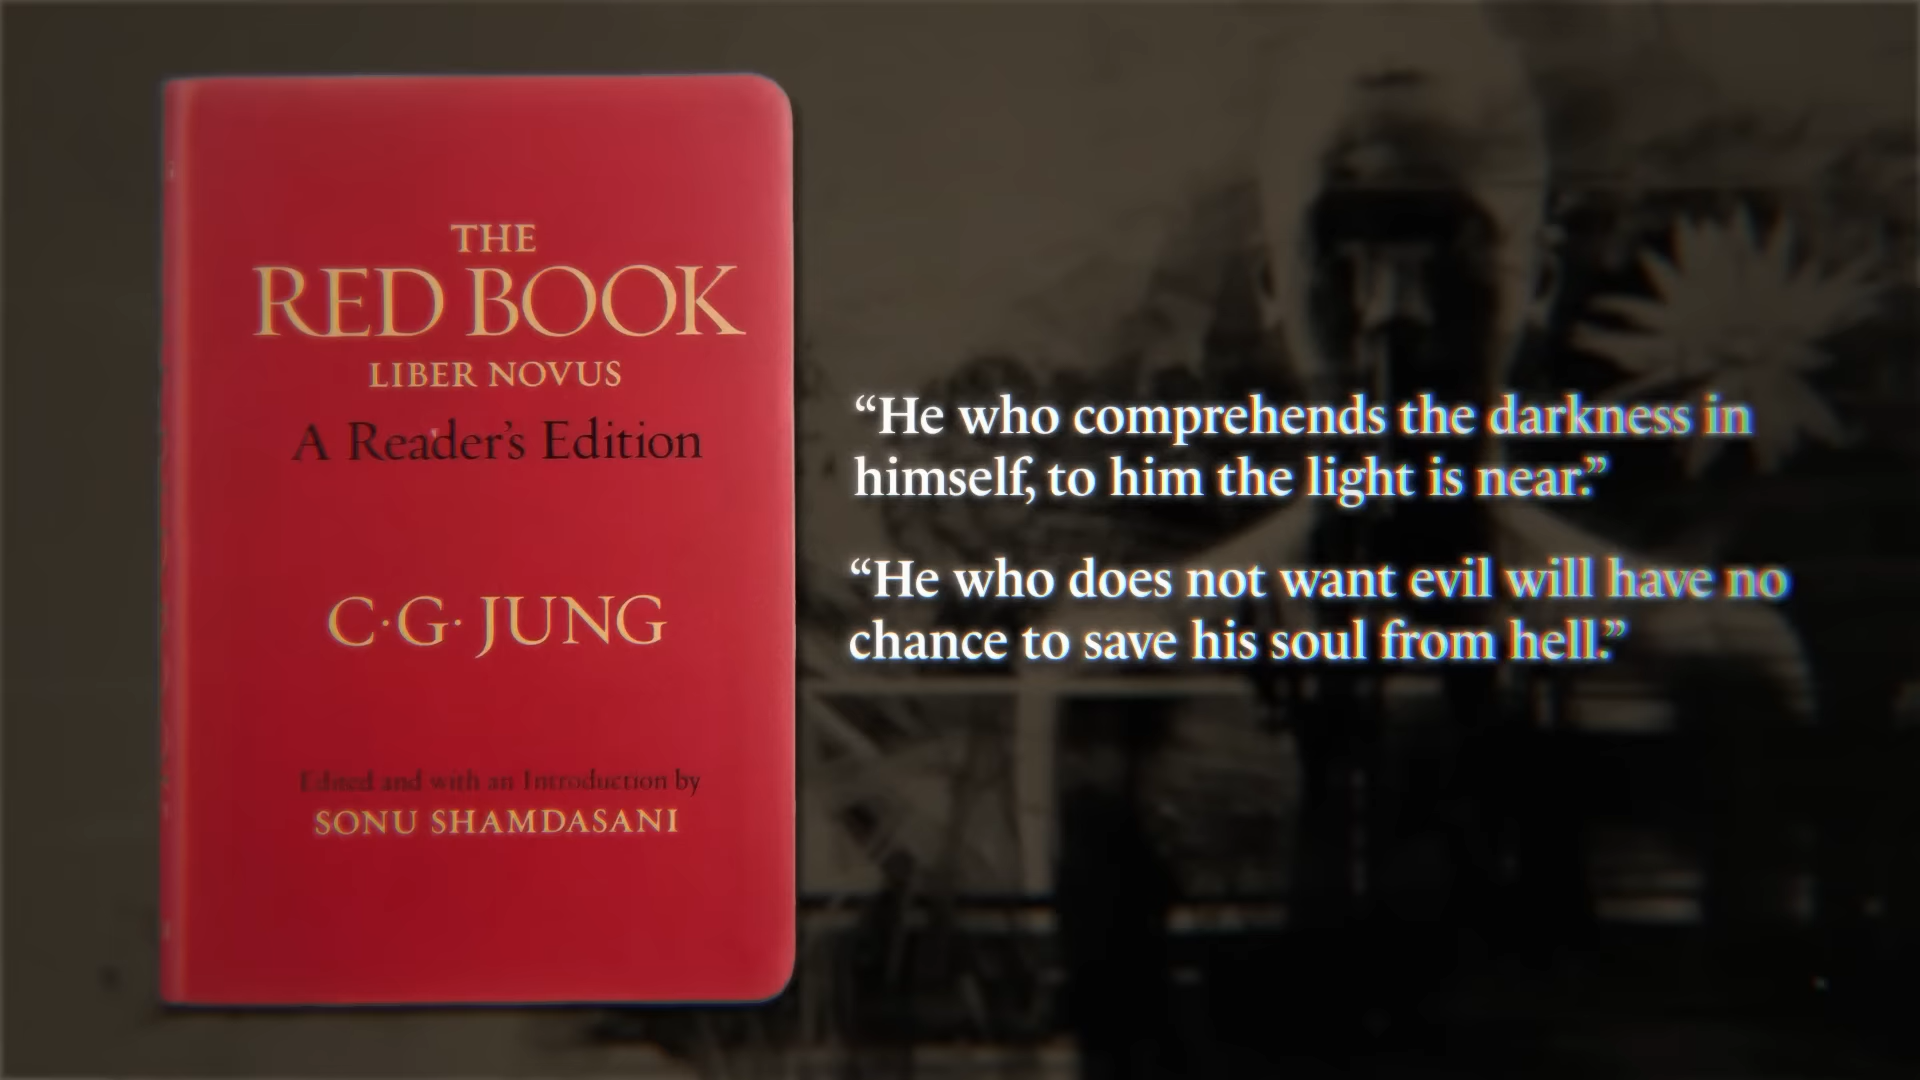 THE
RED BOOK
LIBER NOVUS
A Reader's Edition
C·G·JUNG
Edited and with an Introduction by
SONU SHAMDASANI
“He who comprehends the darkness in
himself, to him the light is near.”
“He who does not want evil will have no
chance to save his soul from hell.”